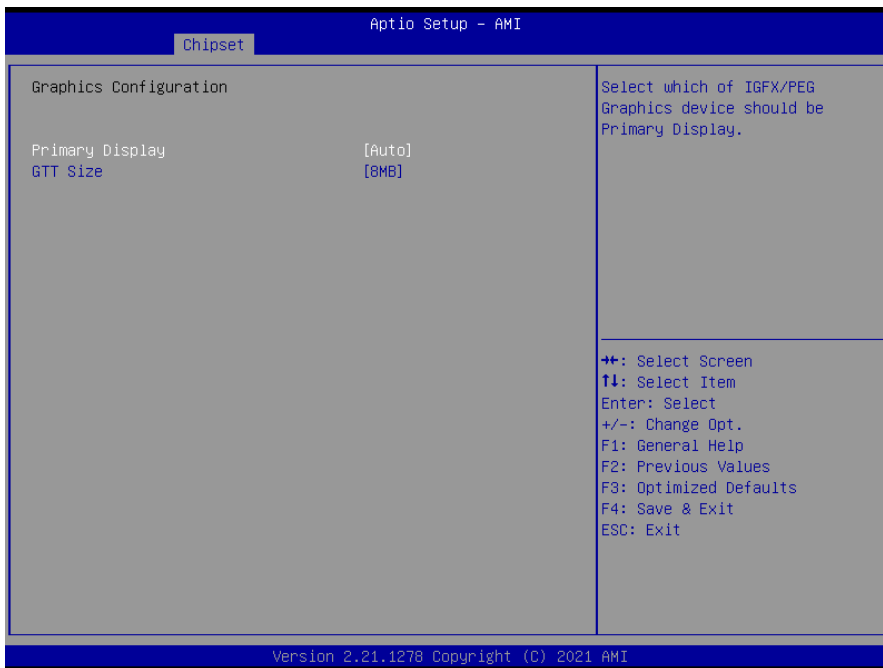 Aptio Setup – AMI
Chipset
Graphics Configuration
Primary Display [Auto]
GTT Size [8MB]
Select which of IGFX/PEG
Graphics device should be
Primary Display.
→←: Select Screen
↑↓: Select Item
Enter: Select
+/-: Change Opt.
F1: General Help
F2: Previous Values
F3: Optimized Defaults
F4: Save & Exit
ESC: Exit
Version 2.21.1278 Copyright (C) 2021 AMI